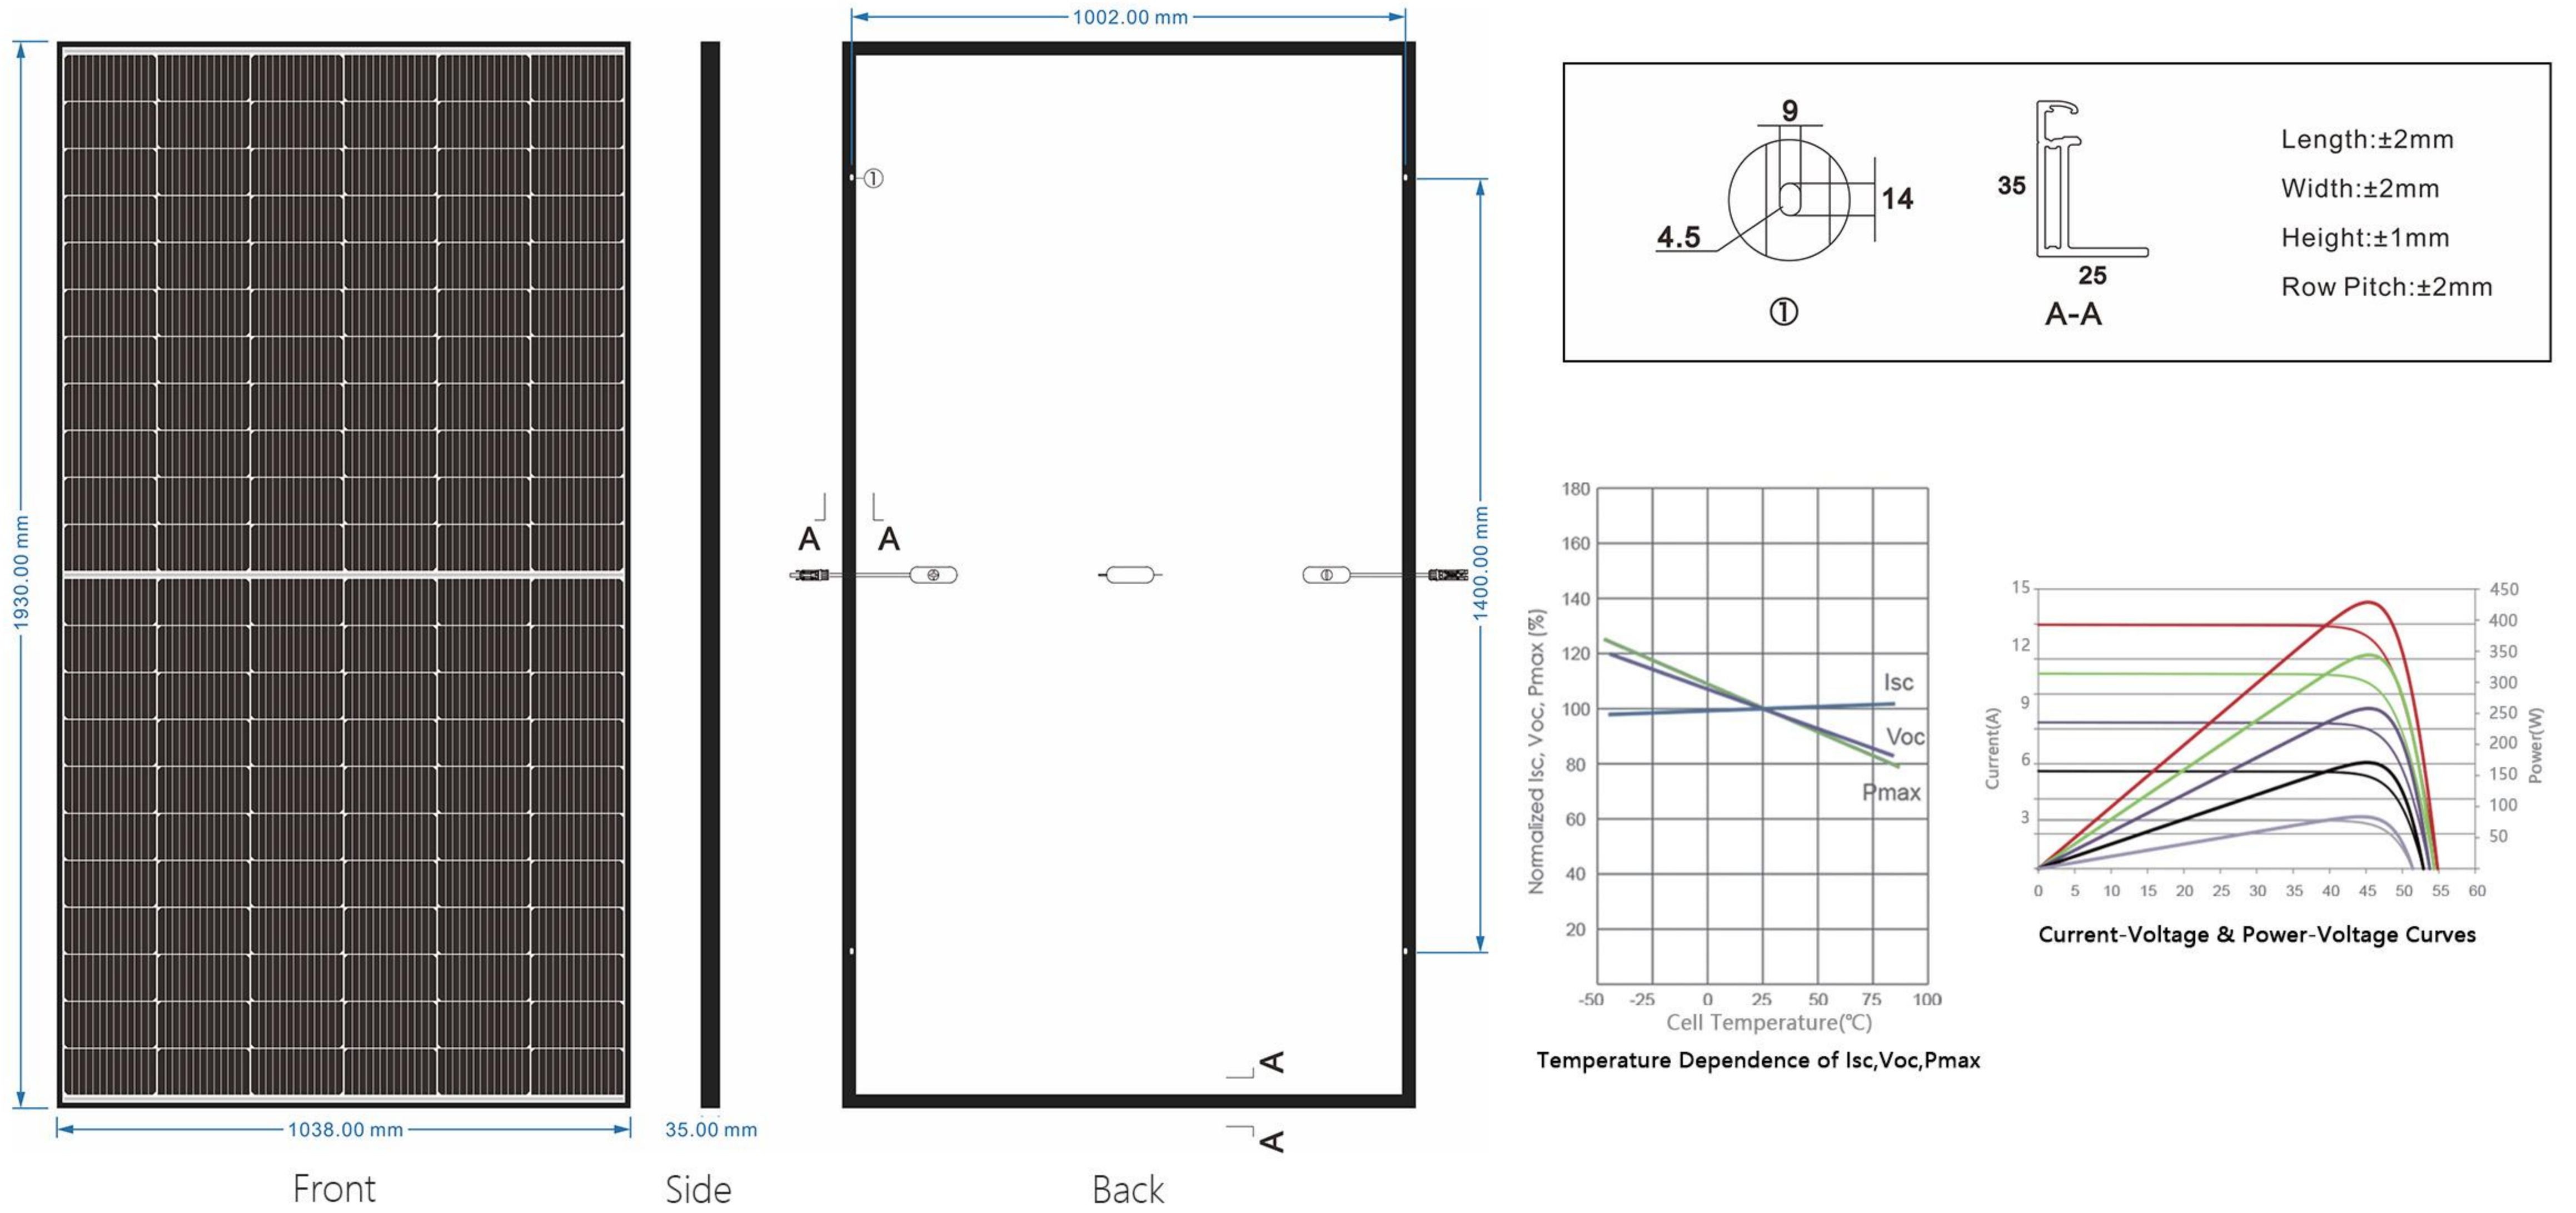 1930.00 mm
1038.00 mm
Front
35.00 mm
Side
1002.00 mm
①
1400.00 mm
A
A
A
A
Back
9
14
4.5
①
35
25
A-A
Length:±2mm
Width:±2mm
Height:±1mm
Row Pitch:±2mm
Nomalized Isc, Voc, Pmax (%)
180
160
140
120
100
80
60
40
20
Isc
Voc
Pmax
-50 -25 0 25 50 75 100
Cell Temperature(℃)
Temperature Dependence of Isc,Voc,Pmax
Current(A)
15
12
9
6
3
450
400
350
300
250
200
150
100
50
Power(W)
0 5 10 15 20 25 30 35 40 45 50 55 60
Current-Voltage & Power-Voltage Curves